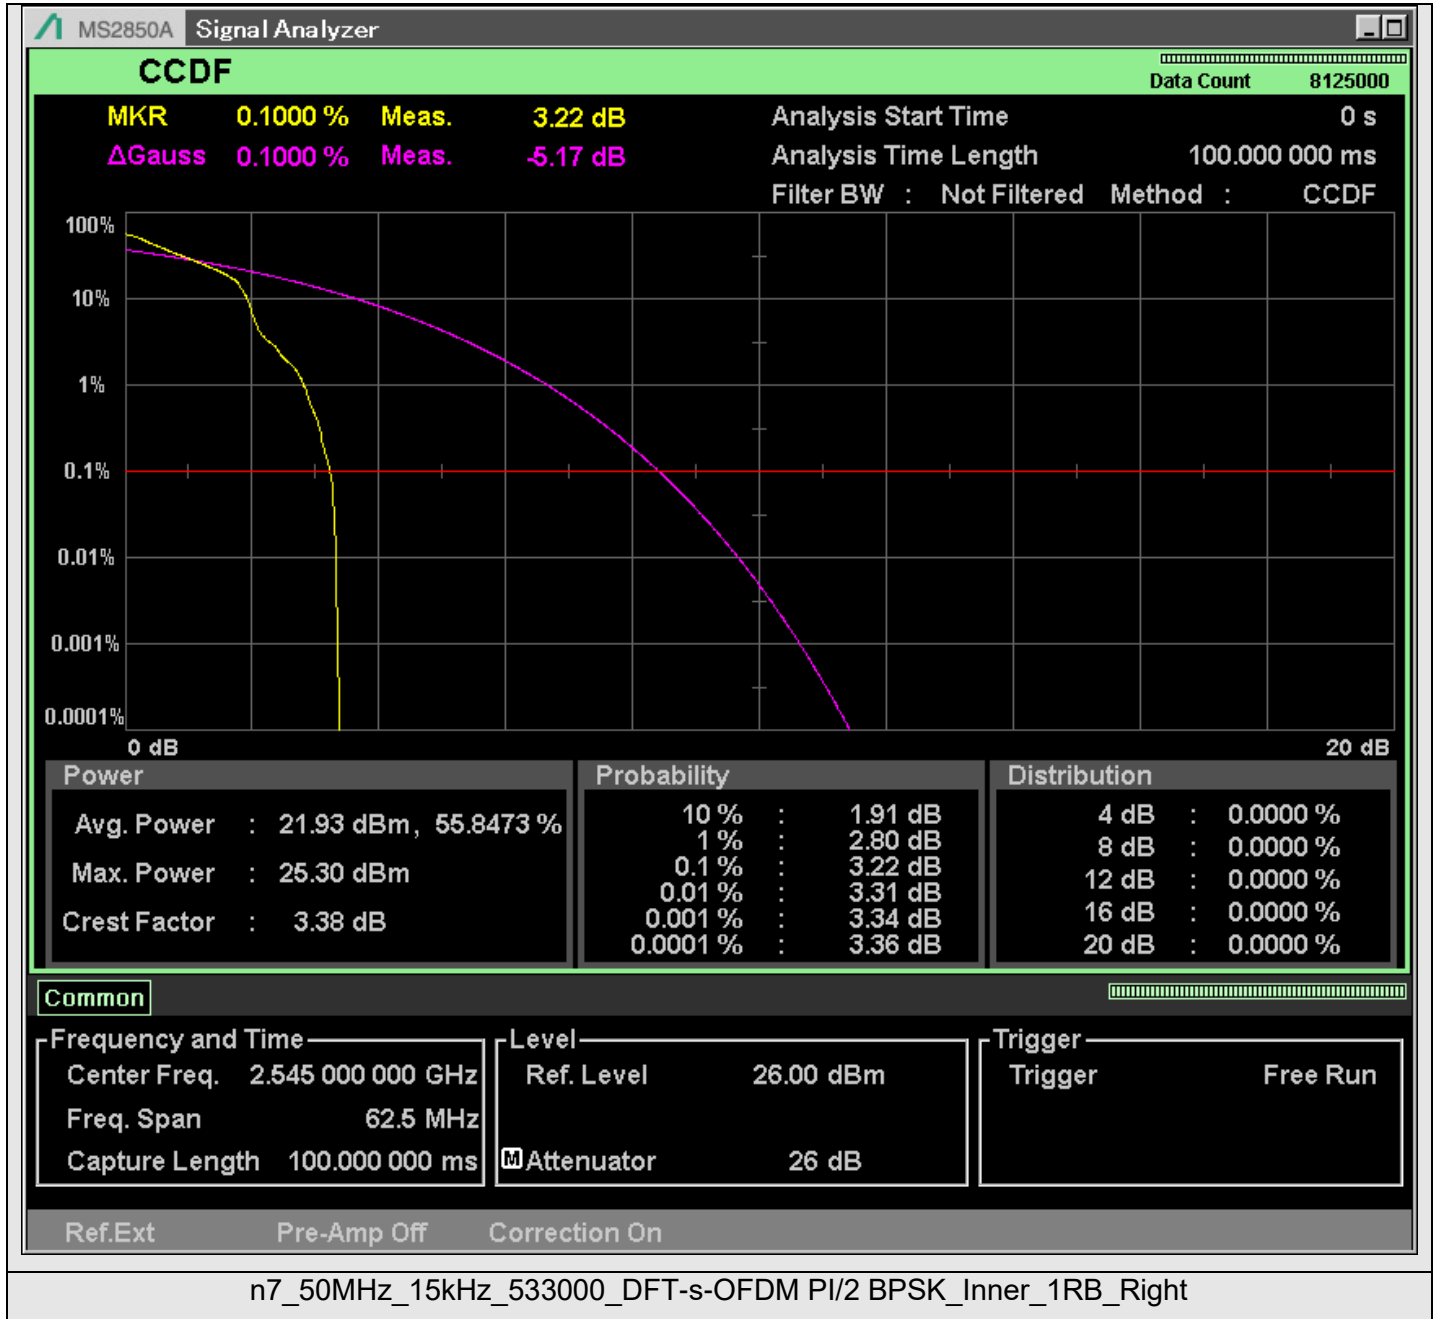 MS2850A Signal Analyzer
CCDF
Data Count 8125000
MKR 0.1000 % Meas. 3.22 dB
ΔGauss 0.1000 % Meas. -5.17 dB
Analysis Start Time 0 s
Analysis Time Length 100.000 000 ms
Filter BW : Not Filtered Method : CCDF
100%
10%
1%
0.1%
0.01%
0.001%
0.0001%
0 dB 20 dB
Power
Avg. Power : 21.93 dBm, 55.8473 %
Max. Power : 25.30 dBm
Crest Factor : 3.38 dB
Probability
10 % : 1.91 dB
1 % : 2.80 dB
0.1 % : 3.22 dB
0.01 % : 3.31 dB
0.001 % : 3.34 dB
0.0001 % : 3.36 dB
Distribution
4 dB : 0.0000 %
8 dB : 0.0000 %
12 dB : 0.0000 %
16 dB : 0.0000 %
20 dB : 0.0000 %
Common
Frequency and Time
Center Freq. 2.545 000 000 GHz
Freq. Span 62.5 MHz
Capture Length 100.000 000 ms
Level
Ref. Level 26.00 dBm
M Attenuator 26 dB
Trigger
Trigger Free Run
Ref.Ext Pre-Amp Off Correction On
n7_50MHz_15kHz_533000_DFT-s-OFDM PI/2 BPSK_Inner_1RB_Right